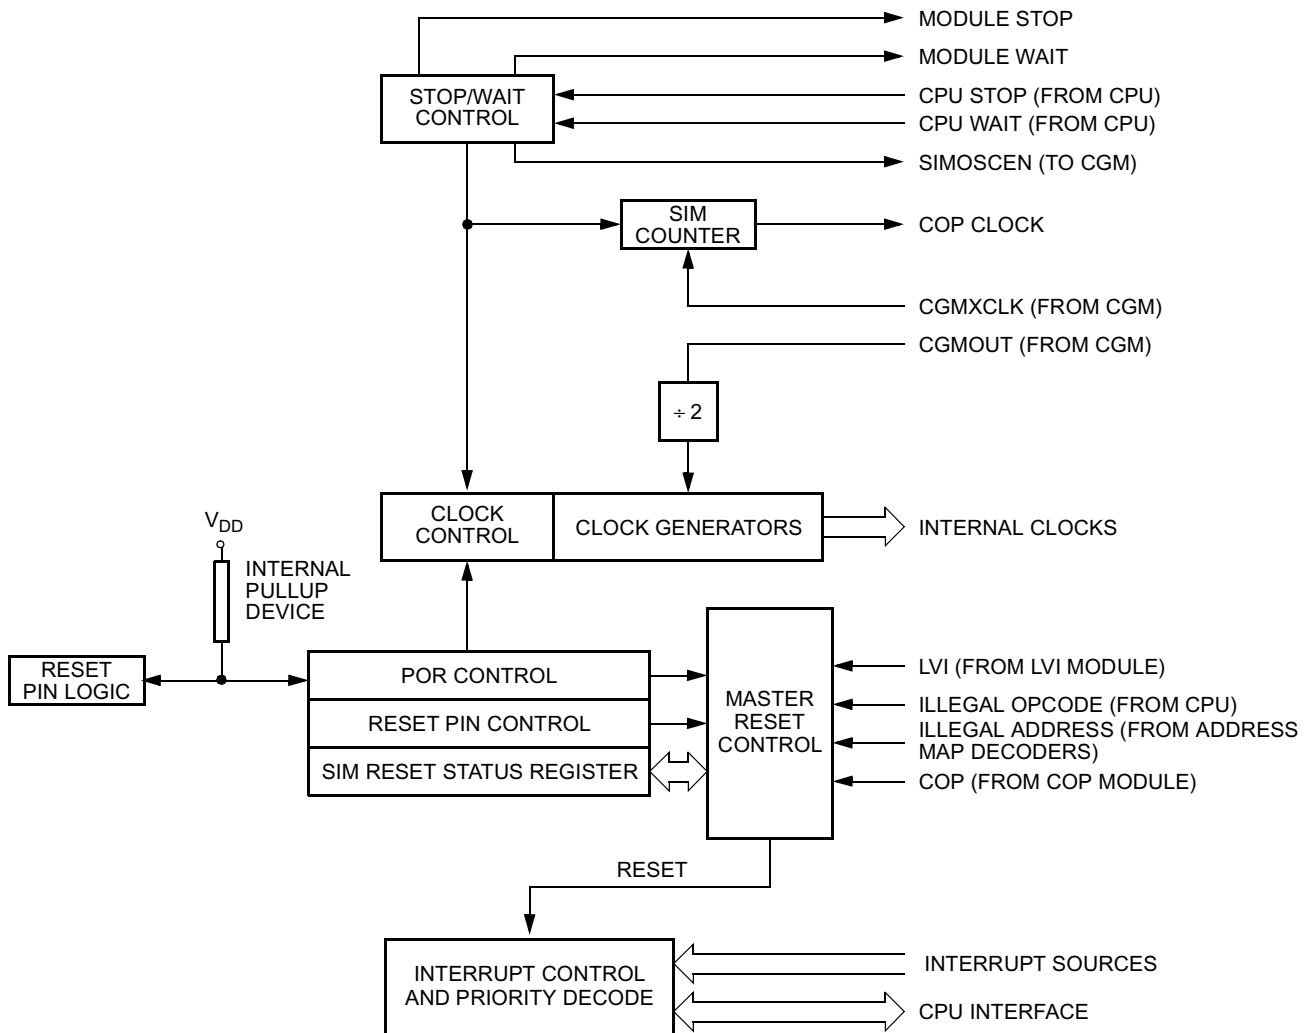 MODULE STOP
MODULE WAIT
STOP/WAIT
CONTROL
CPU STOP (FROM CPU)
CPU WAIT (FROM CPU)
SIMOSCEN (TO CGM)
SIM
COUNTER
COP CLOCK
CGMXCLK (FROM CGM)
CGMOUT (FROM CGM)
÷ 2
CLOCK
CONTROL
CLOCK GENERATORS
INTERNAL CLOCKS
VDD
INTERNAL
PULLUP
DEVICE
RESET
PIN LOGIC
POR CONTROL
RESET PIN CONTROL
SIM RESET STATUS REGISTER
MASTER
RESET
CONTROL
LVI (FROM LVI MODULE)
ILLEGAL OPCODE (FROM CPU)
ILLEGAL ADDRESS (FROM ADDRESS
MAP DECODERS)
COP (FROM COP MODULE)
RESET
INTERRUPT CONTROL
AND PRIORITY DECODE
INTERRUPT SOURCES
CPU INTERFACE